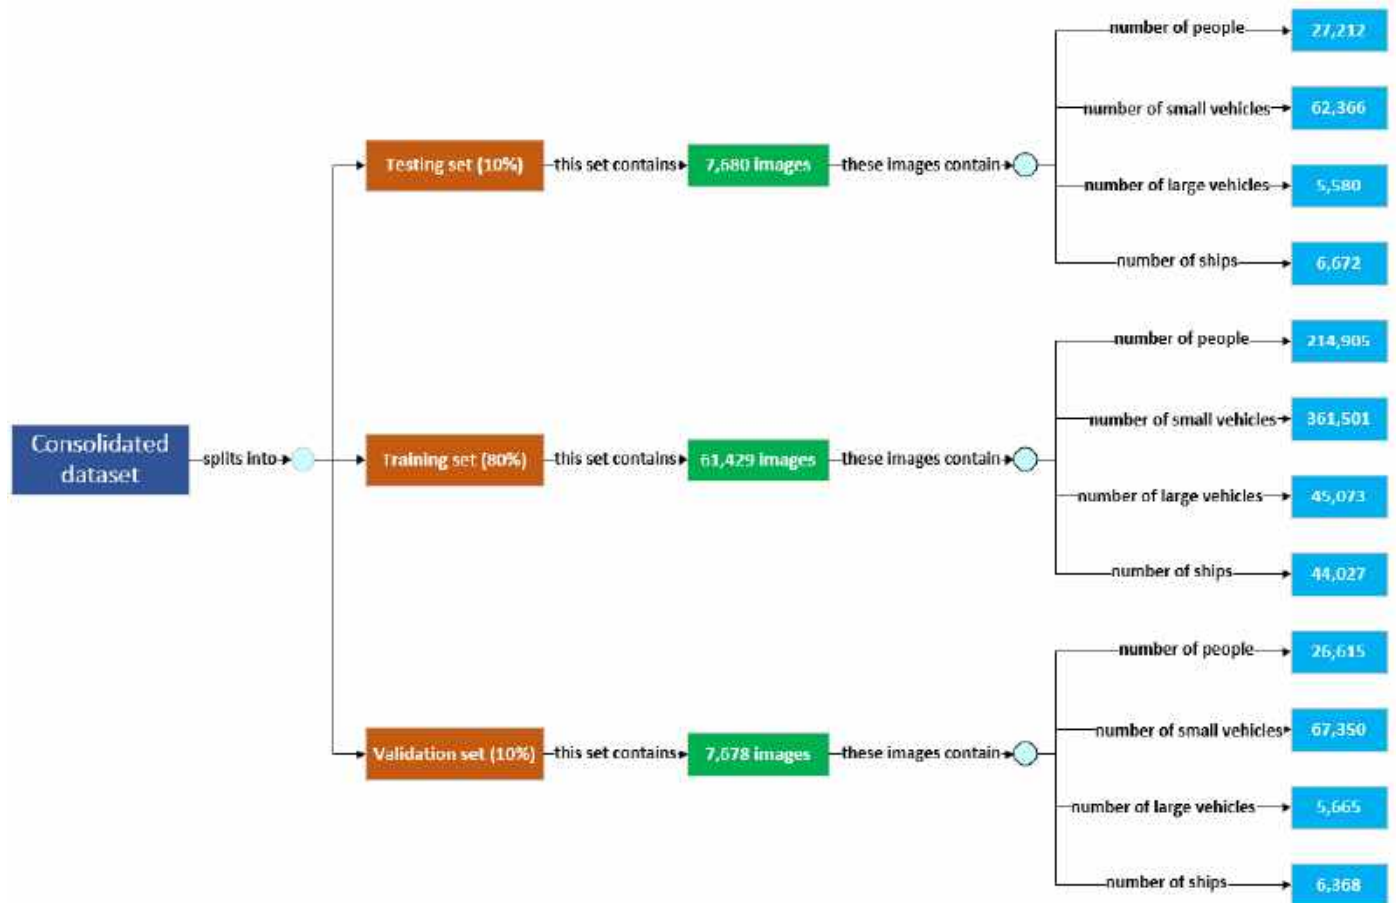 Consolidated
dataset
splits into
Testing set (10%)
this set contains
7,680 images
these images contain
number of people
27,212
number of small vehicles
62,366
number of large vehicles
5,580
number of ships
6,672
Training set (80%)
this set contains
61,429 images
these images contain
number of people
214,905
number of small vehicles
361,501
number of large vehicles
45,073
number of ships
44,027
Validation set (10%)
this set contains
7,678 images
these images contain
number of people
26,615
number of small vehicles
67,350
number of large vehicles
5,665
number of ships
6,368